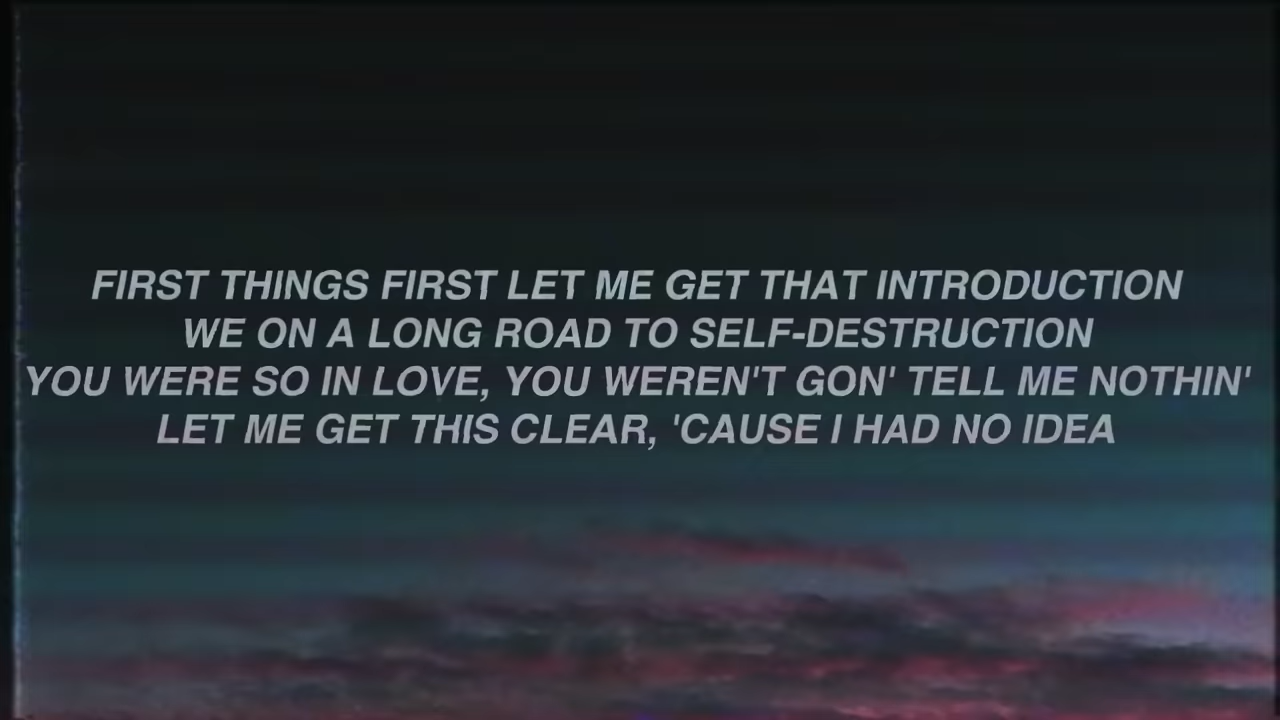 FIRST THINGS FIRST LET ME GET THAT INTRODUCTION
WE ON A LONG ROAD TO SELF-DESTRUCTION
YOU WERE SO IN LOVE, YOU WEREN'T GON' TELL ME NOTHIN'
LET ME GET THIS CLEAR, 'CAUSE I HAD NO IDEA